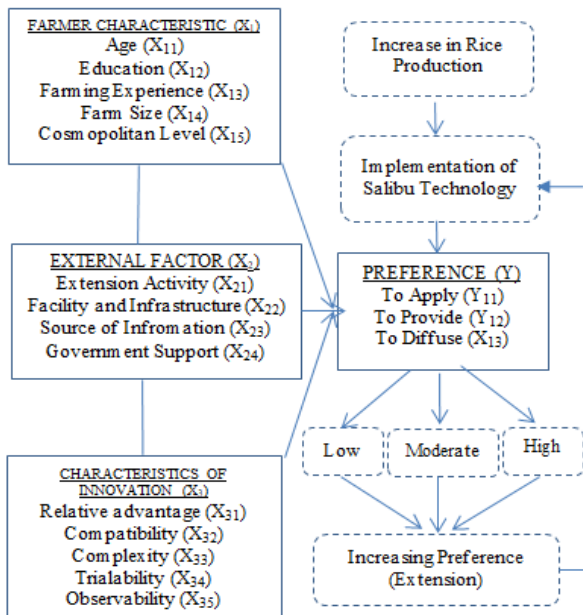 FARMER CHARACTERISTIC (X₁)
Age (X₁₁)
Education (X₁₂)
Farming Experience (X₁₃)
Farm Size (X₁₄)
Cosmopolitan Level (X₁₅)
EXTERNAL FACTOR (X₂)
Extension Activity (X₂₁)
Facility and Infrastructure (X₂₂)
Source of Infromation (X₂₃)
Government Support (X₂₄)
CHARACTERISTICS OF
INNOVATION (X₃)
Relative advantage (X₃₁)
Compatibility (X₃₂)
Complexity (X₃₃)
Trialability (X₃₄)
Observability (X₃₅)
Increase in Rice
Production
Implementation of
Salibu Technology
PREFERENCE (Y)
To Apply (Y₁₁)
To Provide (Y₁₂)
To Diffuse (X₁₃)
Low
Moderate
High
Increasing Preference
(Extension)